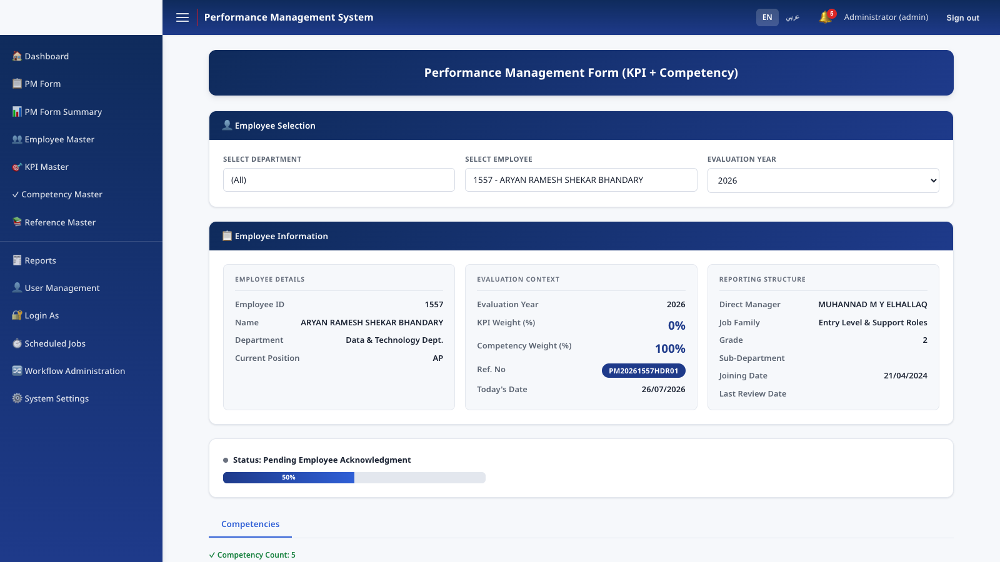 Performance Management System
EN
عربي
5
Administrator (admin)
Sign out
Dashboard
PM Form
PM Form Summary
Employee Master
KPI Master
✓ Competency Master
Reference Master
Reports
User Management
Login As
Scheduled Jobs
Workflow Administration
System Settings
Performance Management Form (KPI + Competency)
Employee Selection
SELECT DEPARTMENT
(All)
SELECT EMPLOYEE
1557 - ARYAN RAMESH SHEKAR BHANDARY
EVALUATION YEAR
2026
Employee Information
EMPLOYEE DETAILS
Employee ID 1557
Name ARYAN RAMESH SHEKAR BHANDARY
Department Data & Technology Dept.
Current Position AP
EVALUATION CONTEXT
Evaluation Year 2026
KPI Weight (%) 0%
Competency Weight (%) 100%
Ref. No PM20261557HDR01
Today's Date 26/07/2026
REPORTING STRUCTURE
Direct Manager MUHANNAD M Y ELHALLAQ
Job Family Entry Level & Support Roles
Grade 2
Sub-Department
Joining Date 21/04/2024
Last Review Date
Status: Pending Employee Acknowledgment
50%
Competencies
✓ Competency Count: 5